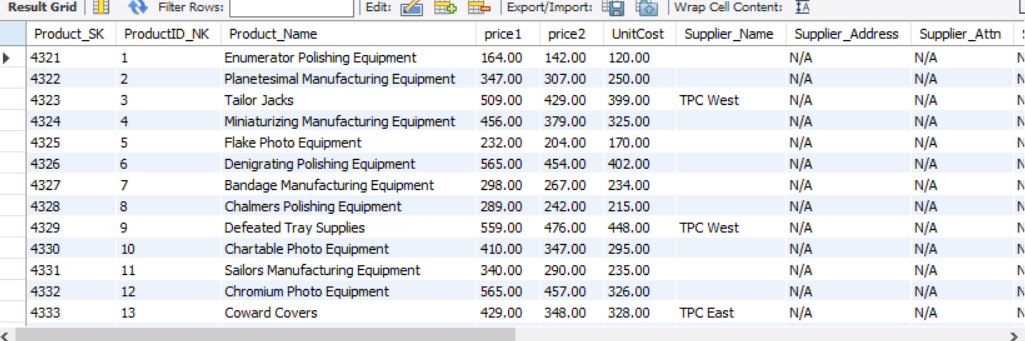 Result Grid Filter Rows: Edit: Export/Import: Wrap Cell Content:
Product_SK ProductID_NK Product_Name price1 price2 UnitCost Supplier_Name Supplier_Address Supplier_Attn
4321 1 Enumerator Polishing Equipment 164.00 142.00 120.00 N/A N/A
4322 2 Planetesimal Manufacturing Equipment 347.00 307.00 250.00 N/A N/A
4323 3 Tailor Jacks 509.00 429.00 399.00 TPC West N/A N/A
4324 4 Miniaturizing Manufacturing Equipment 456.00 379.00 325.00 N/A N/A
4325 5 Flake Photo Equipment 232.00 204.00 170.00 N/A N/A
4326 6 Denigrating Polishing Equipment 565.00 454.00 402.00 N/A N/A
4327 7 Bandage Manufacturing Equipment 298.00 267.00 234.00 N/A N/A
4328 8 Chalmers Polishing Equipment 289.00 242.00 215.00 N/A N/A
4329 9 Defeated Tray Supplies 559.00 476.00 448.00 TPC West N/A N/A
4330 10 Chartable Photo Equipment 410.00 347.00 295.00 N/A N/A
4331 11 Sailors Manufacturing Equipment 340.00 290.00 235.00 N/A N/A
4332 12 Chromium Photo Equipment 565.00 457.00 326.00 N/A N/A
4333 13 Coward Covers 429.00 348.00 328.00 TPC East N/A N/A